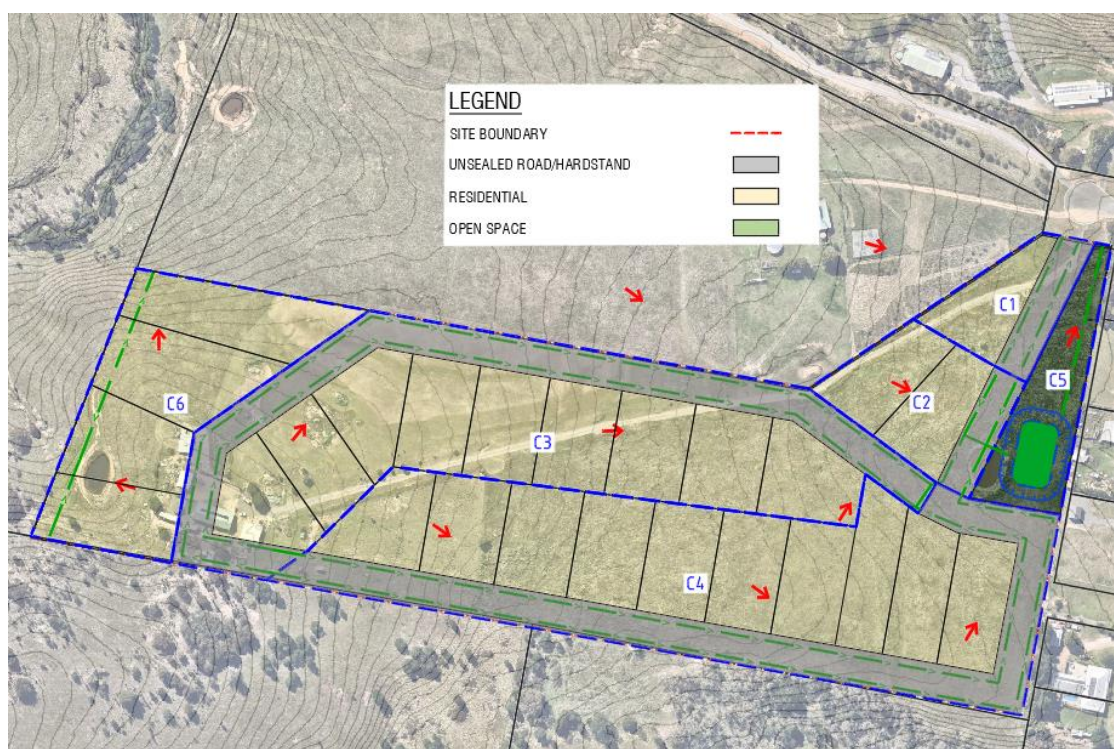 LEGEND
SITE BOUNDARY
UNSEALED ROAD/HARDSTAND
RESIDENTIAL
OPEN SPACE
C1
C5
C2
C6
C3
C4